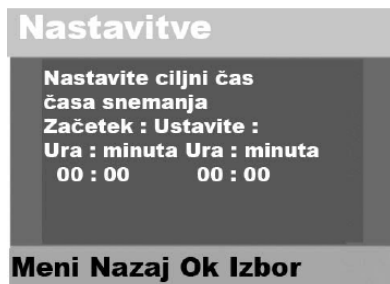 Nastavitve
Nastavite ciljni čas
časa snemanja
Začetek : Ustavite :
Ura : minuta Ura : minuta
00 : 00 00 : 00
Meni Nazaj Ok Izbor